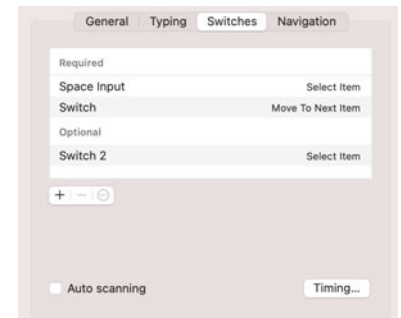 General Typing Switches Navigation
Required
Space Input Select Item
Switch Move To Next Item
Optional
Switch 2 Select Item
+ −
Auto scanning Timing...